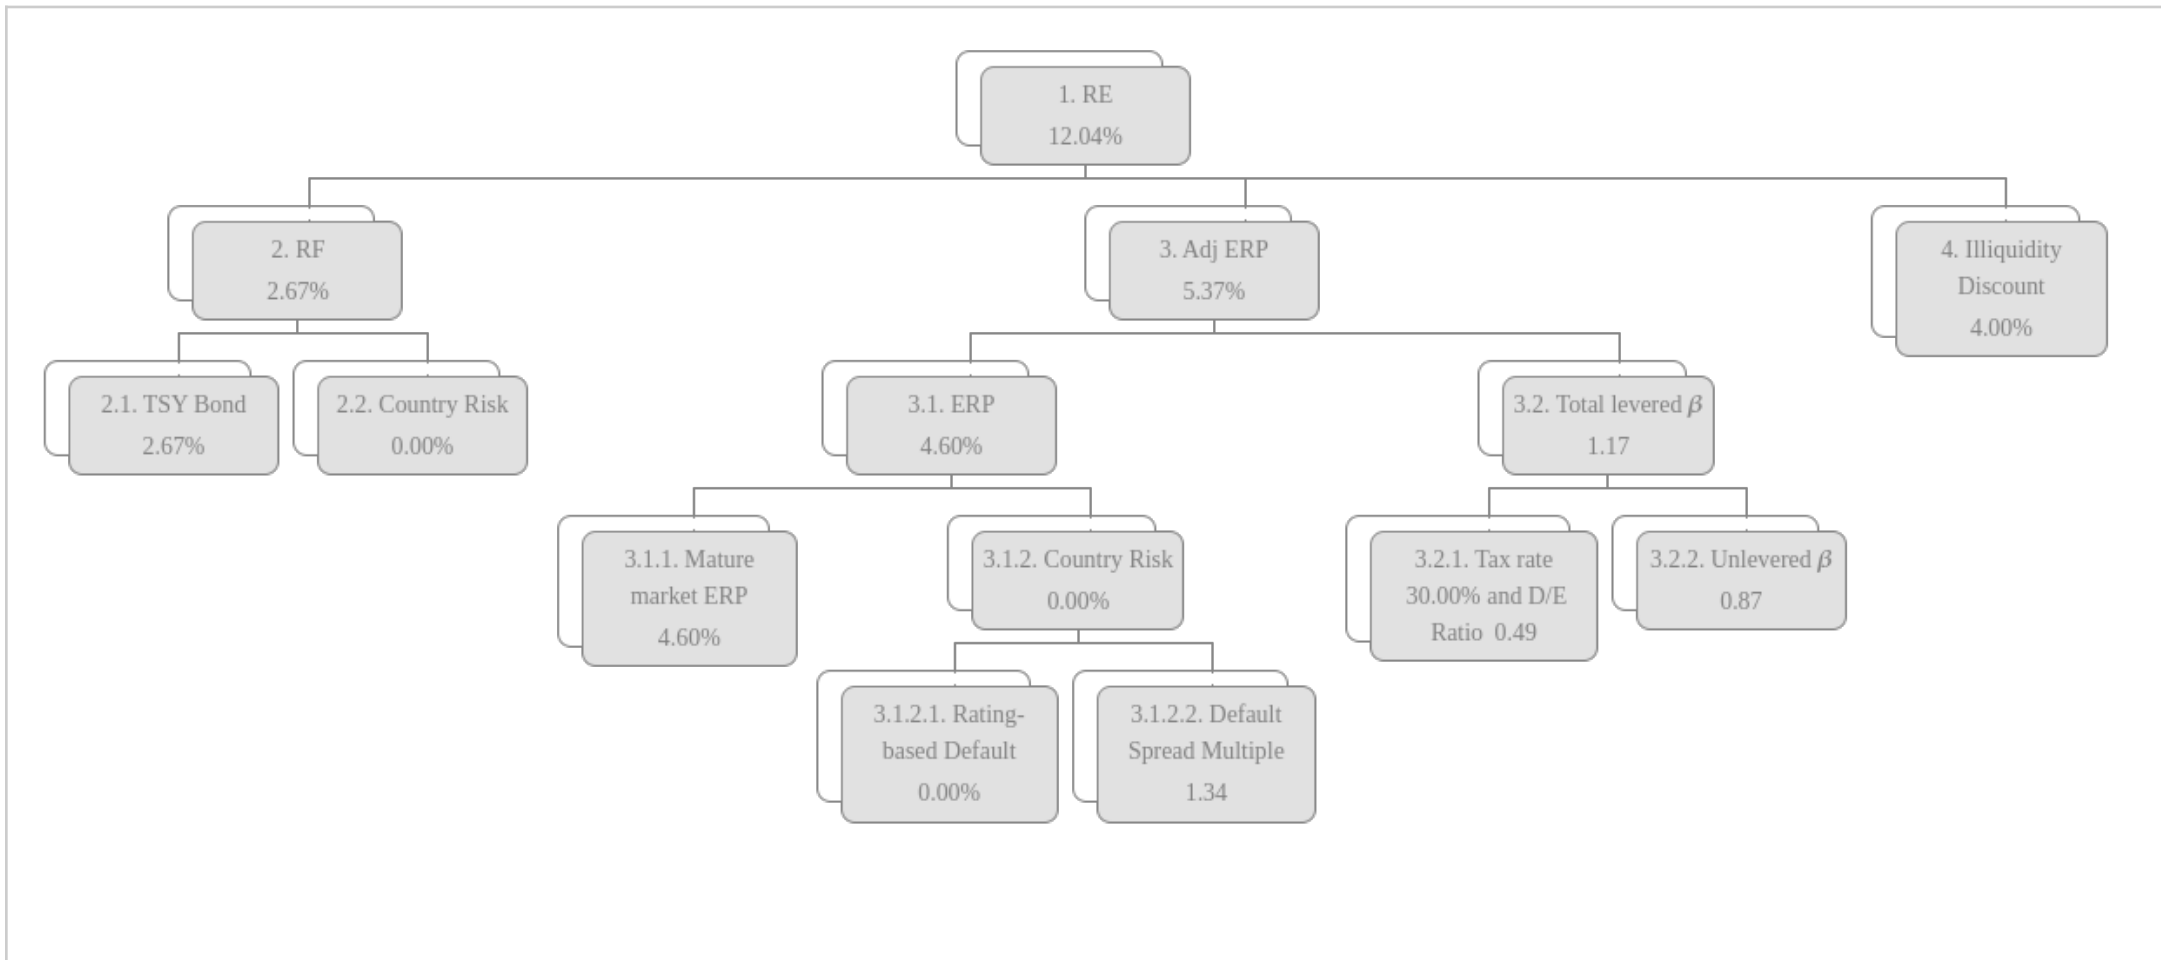 1. RE
12.04%
2. RF
2.67%
3. Adj ERP
5.37%
4. Illiquidity
Discount
4.00%
2.1. TSY Bond
2.67%
2.2. Country Risk
0.00%
3.1. ERP
4.60%
3.2. Total levered β
1.17
3.1.1. Mature
market ERP
4.60%
3.1.2. Country Risk
0.00%
3.2.1. Tax rate
30.00% and D/E
Ratio 0.49
3.2.2. Unlevered β
0.87
3.1.2.1. Rating-
based Default
0.00%
3.1.2.2. Default
Spread Multiple
1.34